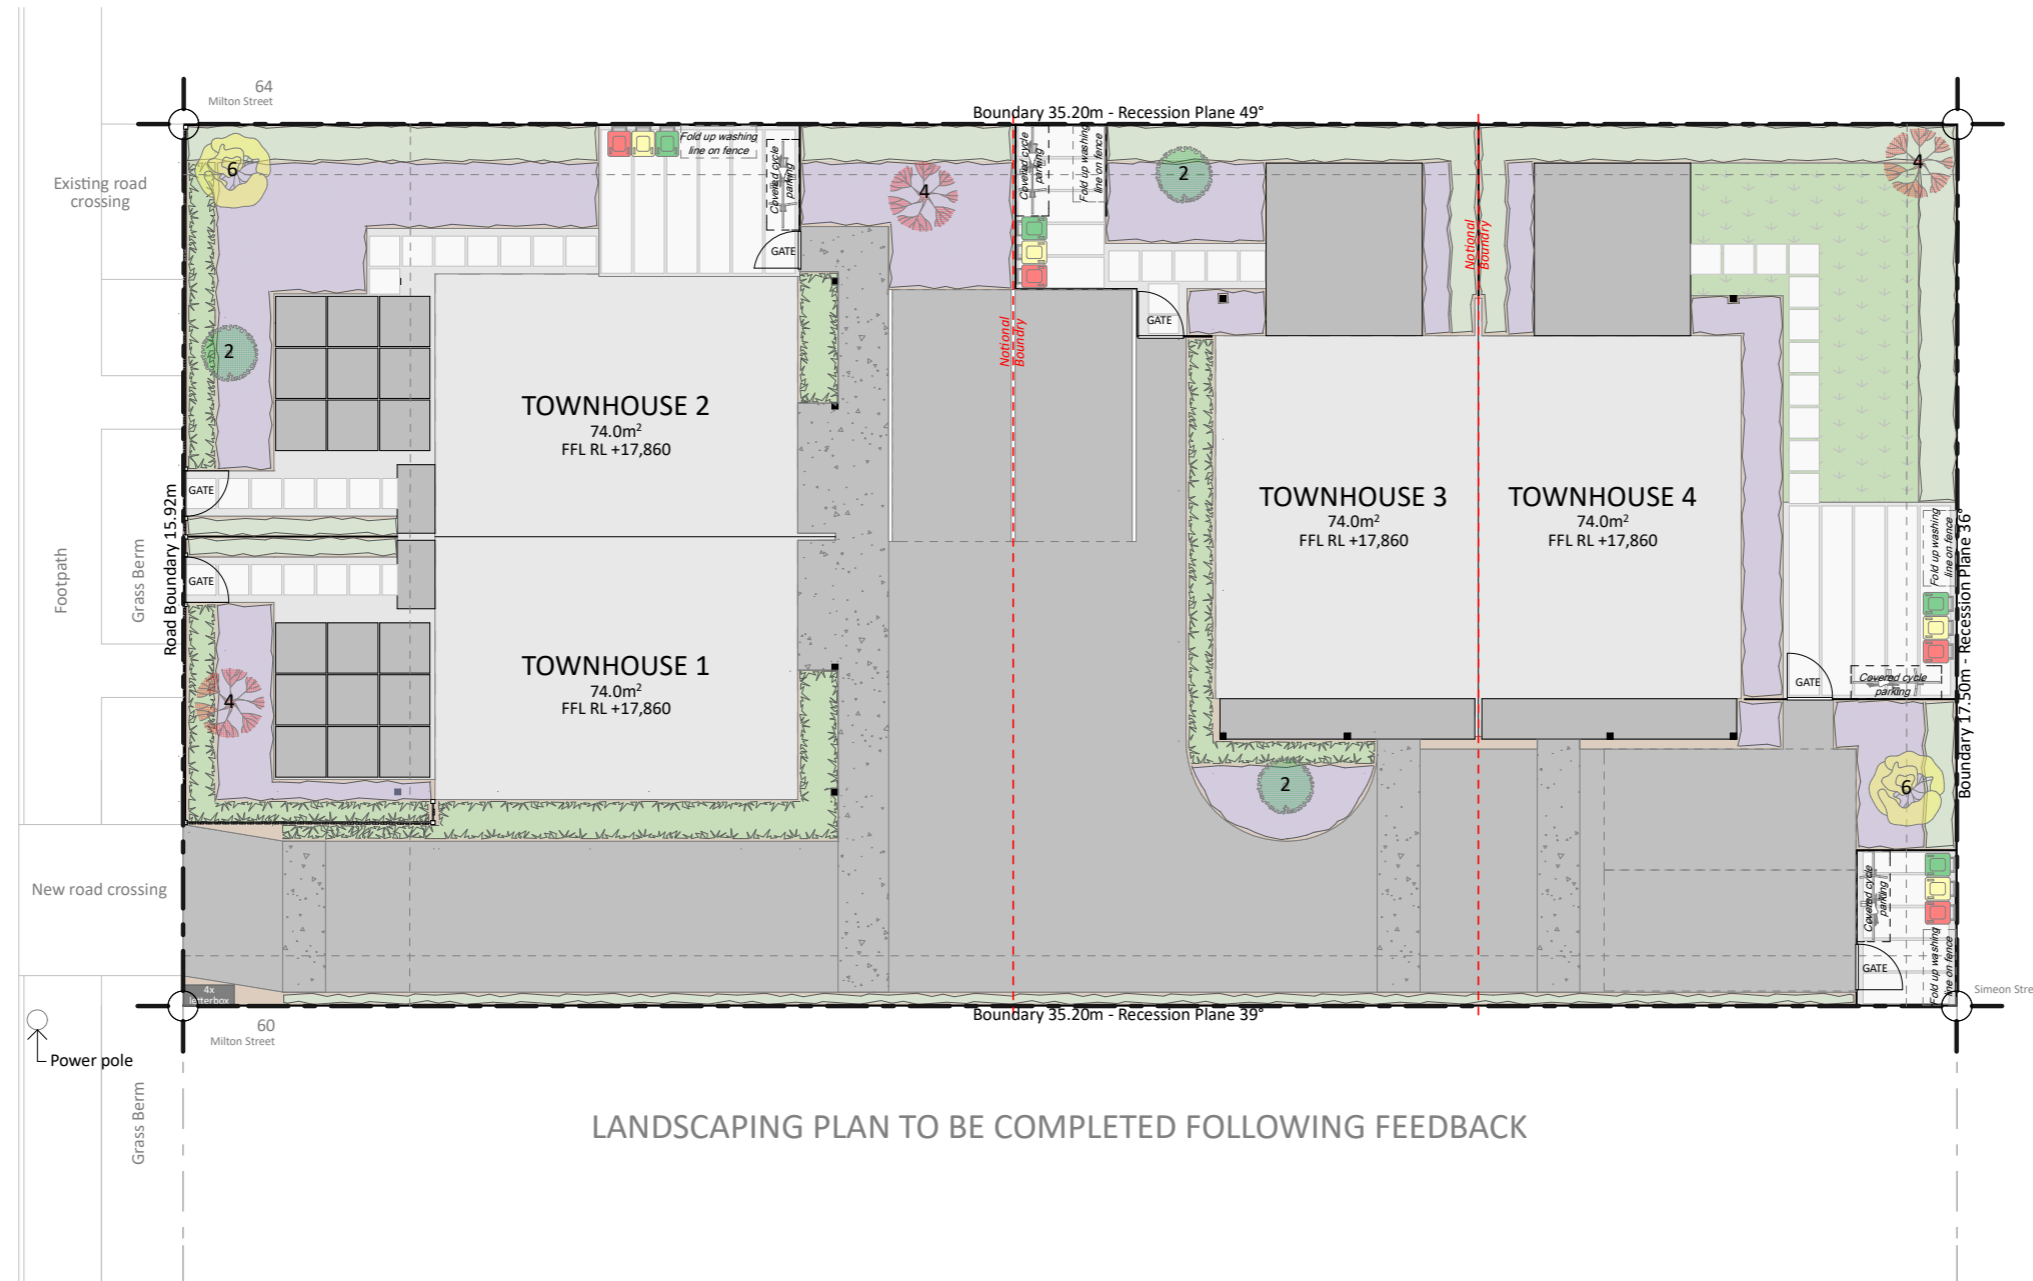 64
Milton Street
Boundary 35.20m - Recession Plane 49°
Existing road
crossing
6
Fold up washing
line on fence
Covered cycle
parking
GATE
4
Covered cycle
parking
Fold up washing
line on fence
GATE
2
Notional
Boundry
4
Notional
Boundry
2
TOWNHOUSE 2
74.0m²
FFL RL +17,860
GATE
GATE
Footpath
Grass Berm
Road Boundary 15.92m
TOWNHOUSE 3
74.0m²
FFL RL +17,860
TOWNHOUSE 4
74.0m²
FFL RL +17,860
Fold up washing
line on fence
Boundary 17.50m - Recession Plane 36°
TOWNHOUSE 1
74.0m²
FFL RL +17,860
4
GATE
Covered cycle
parking
2
6
New road crossing
Covered cycle
parking
GATE
Fold up washing
line on fence
4x
letterbox
Simeon Stre
60
Milton Street
Boundary 35.20m - Recession Plane 39°
Power pole
Grass Berm
LANDSCAPING PLAN TO BE COMPLETED FOLLOWING FEEDBACK